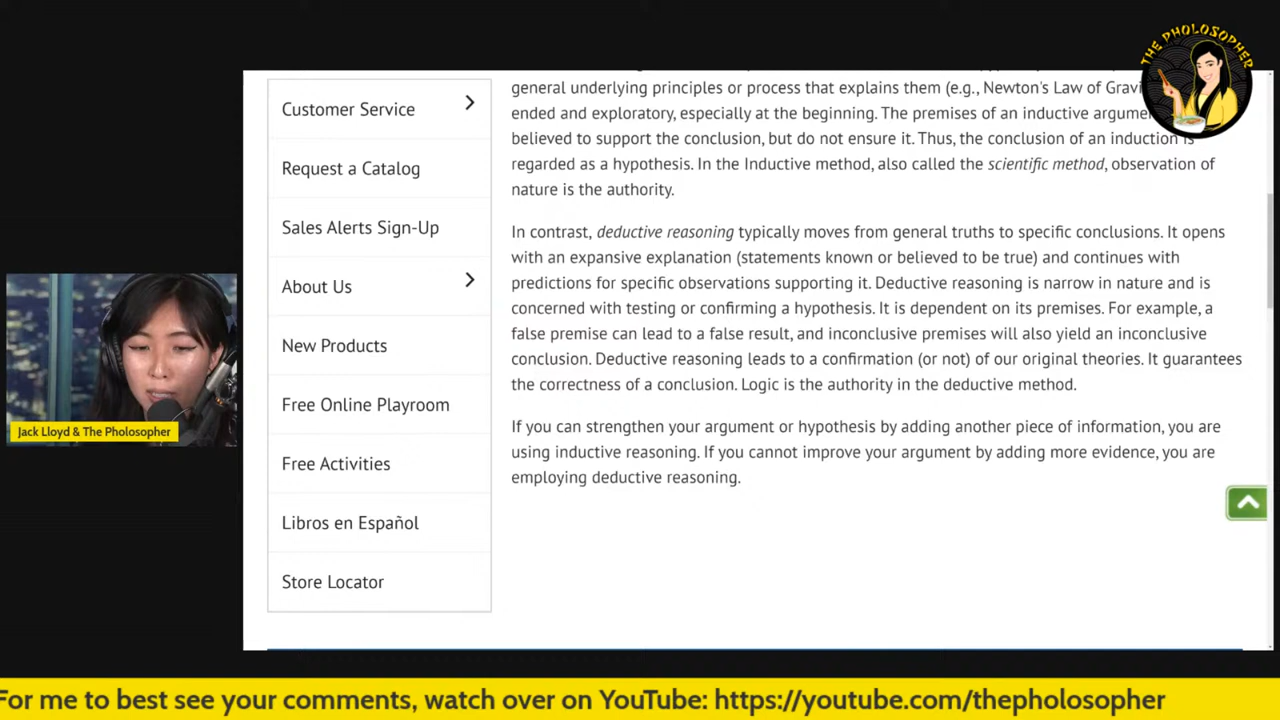 THE PHOLOSOPHER
Customer Service
Request a Catalog
Sales Alerts Sign-Up
About Us
New Products
Free Online Playroom
Free Activities
Libros en Español
Store Locator
general underlying principles or process that explains them (e.g., Newton's Law of
ended and exploratory, especially at the beginning. The premises of an inductive
believed to support the conclusion, but do not ensure it. Thus, the conclusion of an induction is
regarded as a hypothesis. In the Inductive method, also called the scientific method, observation of
nature is the authority.
In contrast, deductive reasoning typically moves from general truths to specific conclusions. It opens
with an expansive explanation (statements known or believed to be true) and continues with
predictions for specific observations supporting it. Deductive reasoning is narrow in nature and is
concerned with testing or confirming a hypothesis. It is dependent on its premises. For example, a
false premise can lead to a false result, and inconclusive premises will also yield an inconclusive
conclusion. Deductive reasoning leads to a confirmation (or not) of our original theories. It guarantees
the correctness of a conclusion. Logic is the authority in the deductive method.
If you can strengthen your argument or hypothesis by adding another piece of information, you are
using inductive reasoning. If you cannot improve your argument by adding more evidence, you are
employing deductive reasoning.
Jack Lloyd & The Pholosopher
For me to best see your comments, watch over on YouTube: https://youtube.com/thepholosopher